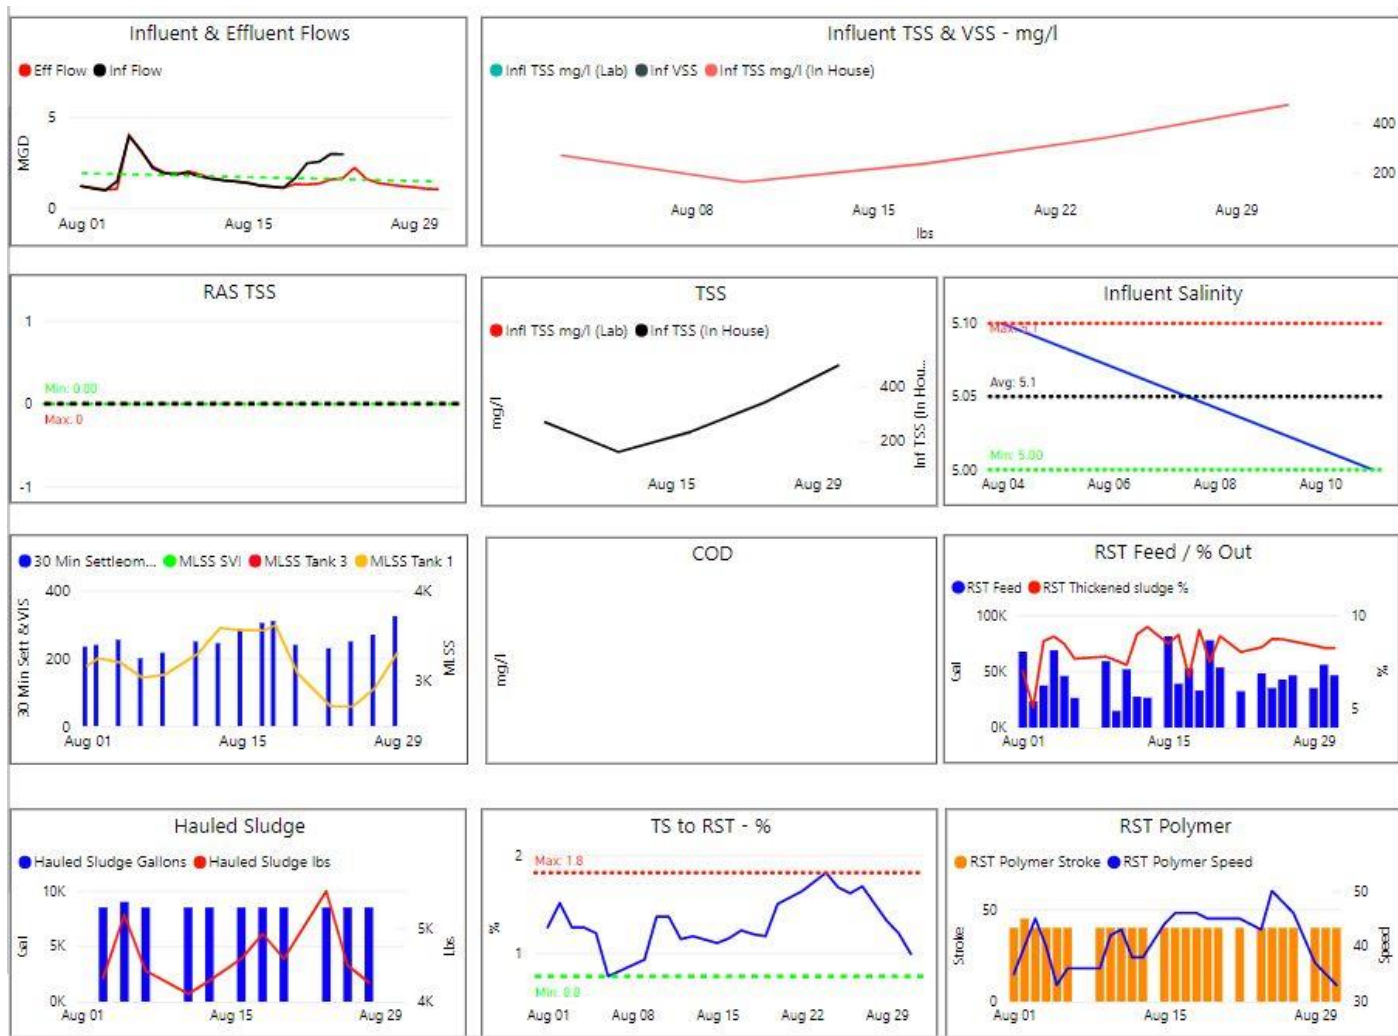 Influent & Effluent Flows
Eff Flow Inf Flow
5
MGD
0
Aug 01 Aug 15 Aug 29
Influent TSS & VSS - mg/l
Infl TSS mg/l (Lab) Inf VSS Inf TSS mg/l (In House)
400
200
Aug 08 Aug 15 Aug 22 Aug 29
lbs
RAS TSS
1
Min: 0.00
0
Max: 0
-1
TSS
Infl TSS mg/l (Lab) Inf TSS (In House)
mg/l
400
200
Inf TSS (In Hou...
Aug 15 Aug 29
Influent Salinity
5.10
Max: 5.1
Avg: 5.1
5.05
Min: 5.00
5.00
Aug 04 Aug 06 Aug 08 Aug 10
30 Min Settleom... MLSS SVI MLSS Tank 3 MLSS Tank 1
400 4K
30 Min Sett & VIS
200
3K
MLSS
0
Aug 01 Aug 15 Aug 29
COD
mg/l
RST Feed / % Out
RST Feed RST Thickened sludge %
100K 10
Gal
50K
%
5
0K
Aug 01 Aug 15 Aug 29
Hauled Sludge
Hauled Sludge Gallons Hauled Sludge lbs
10K
5K
Gal
5K
Lbs
0K 4K
Aug 01 Aug 15 Aug 29
TS to RST - %
2
Max: 1.8
%
1
Min: 0.8
Aug 01 Aug 08 Aug 15 Aug 22 Aug 29
RST Polymer
RST Polymer Stroke RST Polymer Speed
50 50
Stroke
40
Speed
0 30
Aug 01 Aug 15 Aug 29